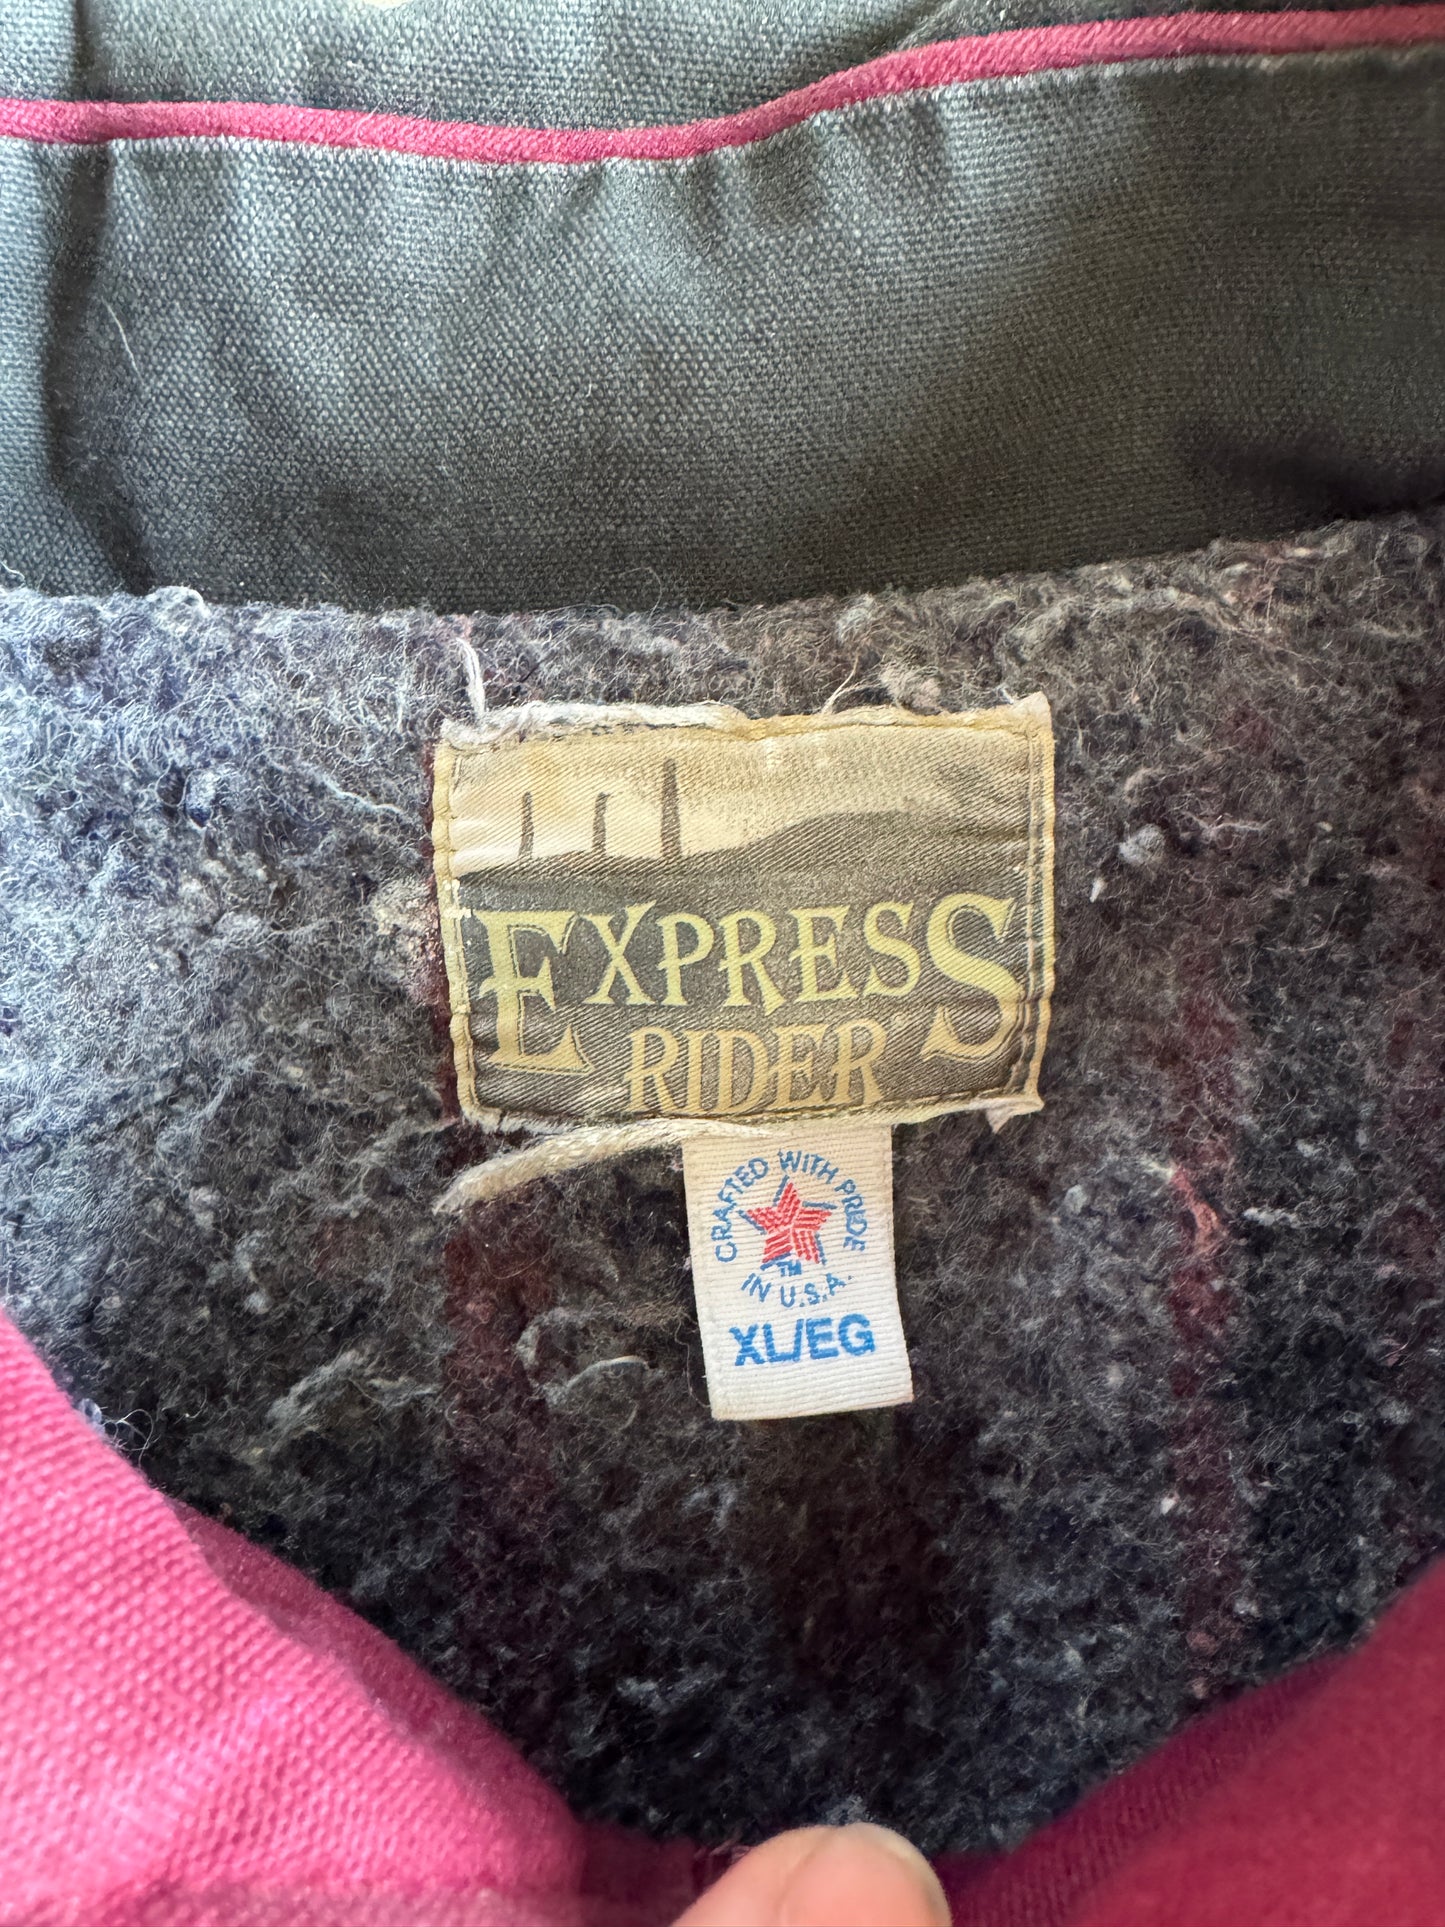 EXPRESS
RIDER
CRAFTED WITH PRIDE
TM
IN U.S.A.
XL/EG